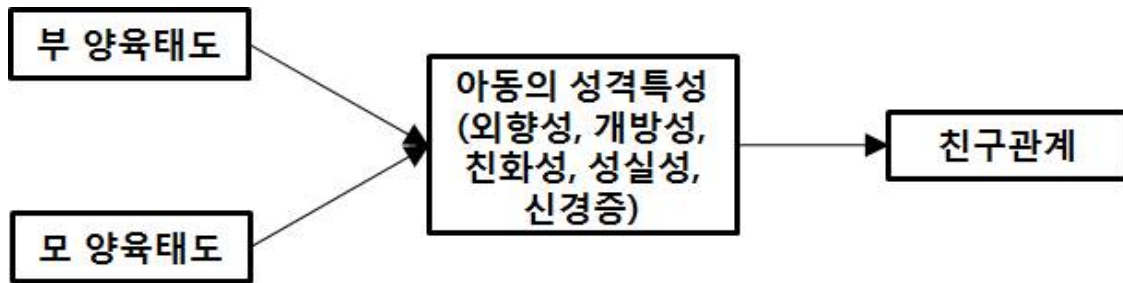 부 양육태도
모 양육태도
아동의 성격특성
(외향성, 개방성,
친화성, 성실성,
신경증)
친구관계